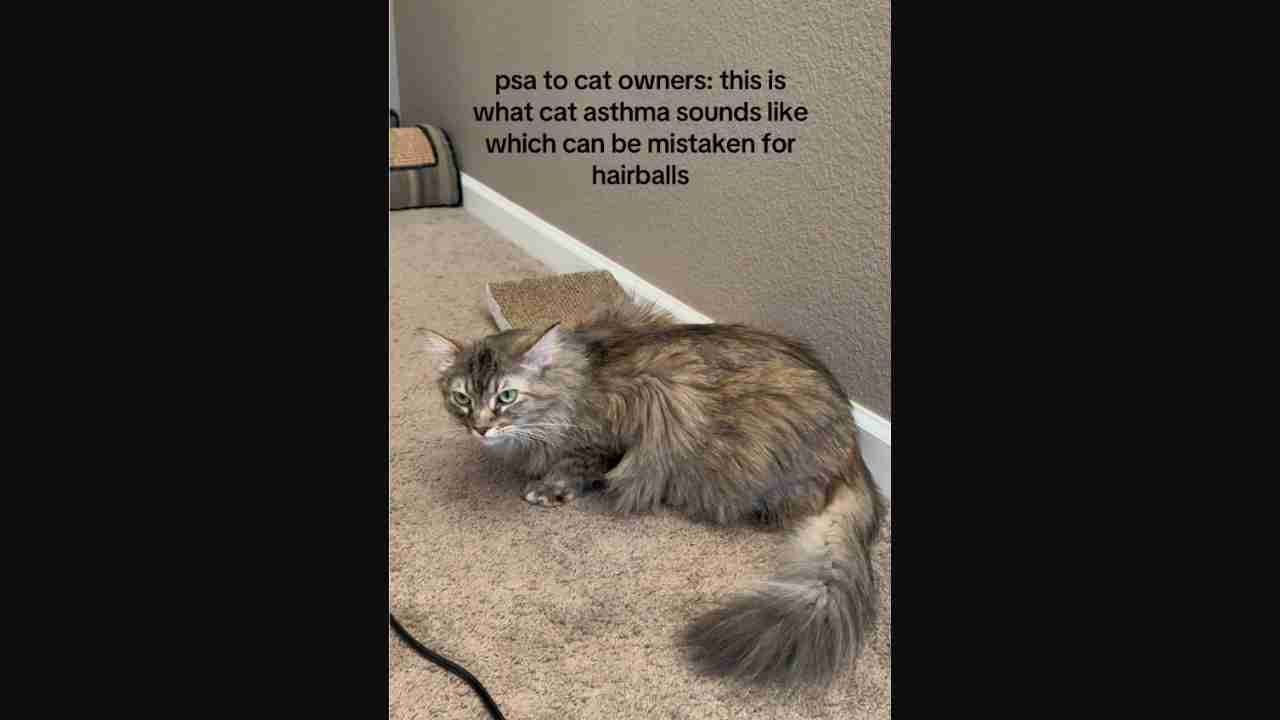 psa to cat owners: this is
what cat asthma sounds like
which can be mistaken for
hairballs